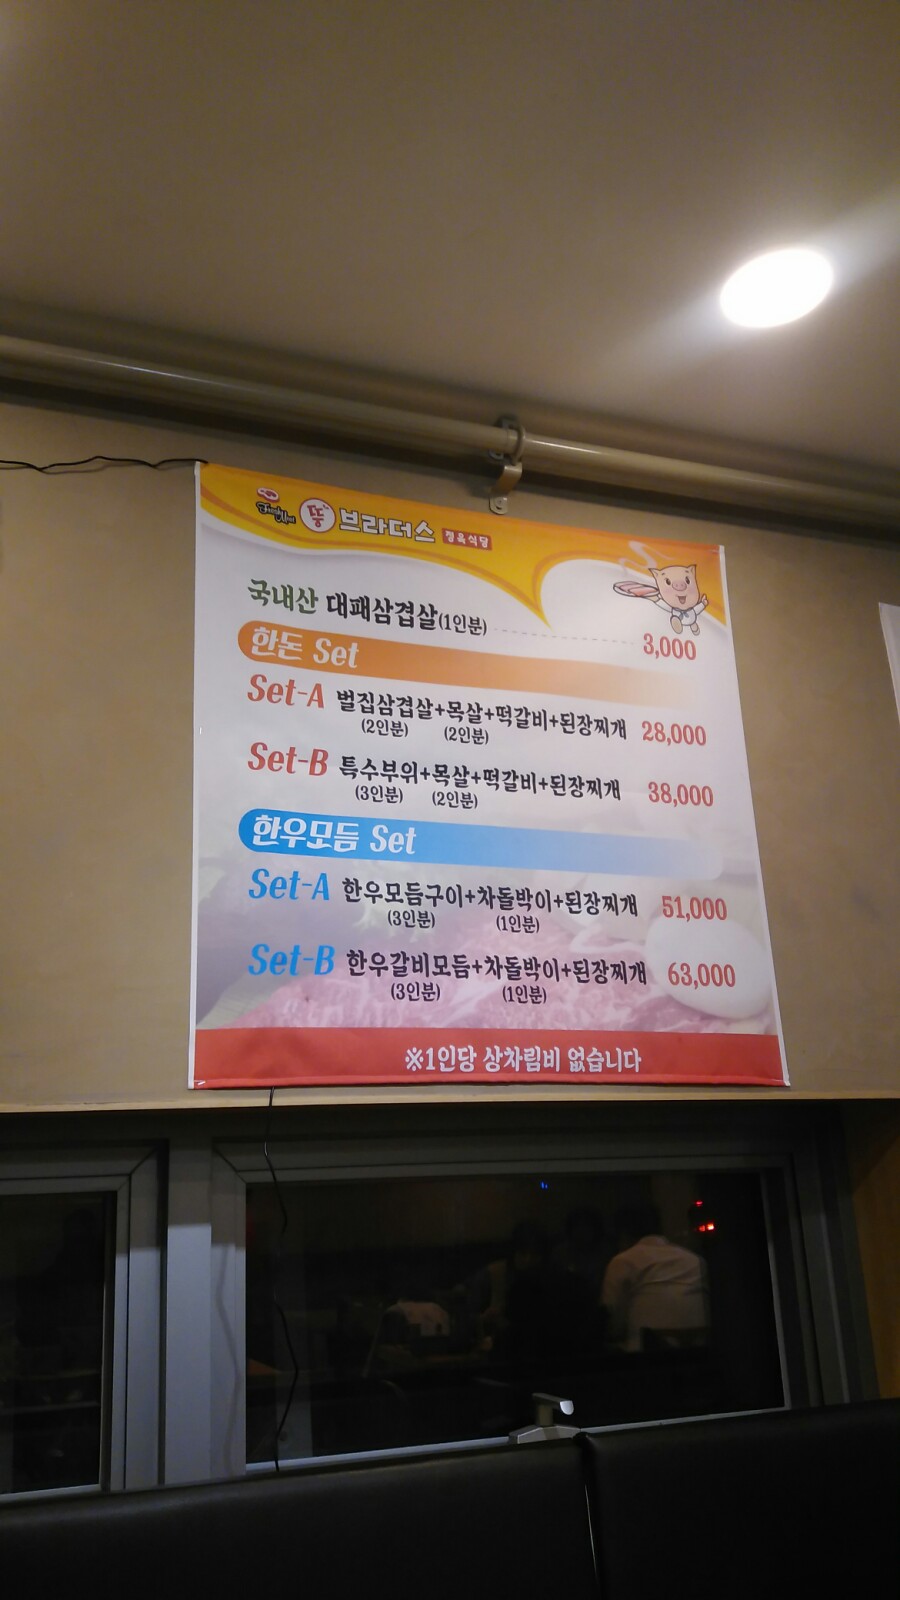 Fresh Meat 뚱 브라더스 정육식당
국내산 대패삼겹살(1인분) 3,000
한돈 Set
Set-A 벌집삼겹살+목살+떡갈비+된장찌개 28,000
(2인분) (2인분)
Set-B 특수부위+목살+떡갈비+된장찌개 38,000
(3인분) (2인분)
한우모듬 Set
Set-A 한우모듬구이+차돌박이+된장찌개 51,000
(3인분) (1인분)
Set-B 한우갈비모듬+차돌박이+된장찌개 63,000
(3인분) (1인분)
※1인당 상차림비 없습니다